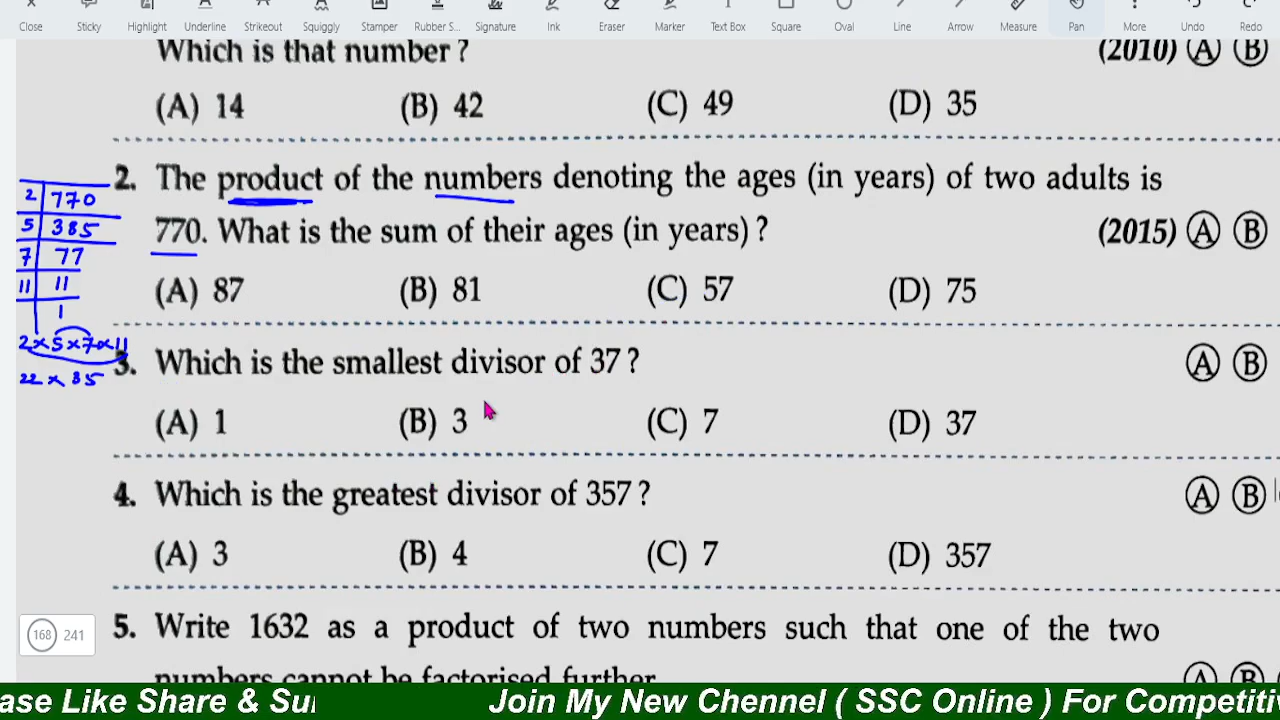 Close Sticky Highlight Underline Strikeout Squiggly Stamper Rubber S... Signature Ink Eraser Marker Text Box Square Oval Line Arrow Measure Pan More Undo Redo
Which is that number ? (2010) A B
(A) 14 (B) 42 (C) 49 (D) 35
2. The product of the numbers denoting the ages (in years) of two adults is
770. What is the sum of their ages (in years) ? (2015) A B
(A) 87 (B) 81 (C) 57 (D) 75
2 770
5 385
7 77
11 11
1
2 x 5 x 7 x 11
22 x 35
3. Which is the smallest divisor of 37 ? A B
(A) 1 (B) 3 (C) 7 (D) 37
4. Which is the greatest divisor of 357 ? A B
(A) 3 (B) 4 (C) 7 (D) 357
5. Write 1632 as a product of two numbers such that one of the two
numbers cannot be factorised further. A B
168 241
ase Like Share & Su Join My New Chennel ( SSC Online ) For Competiti